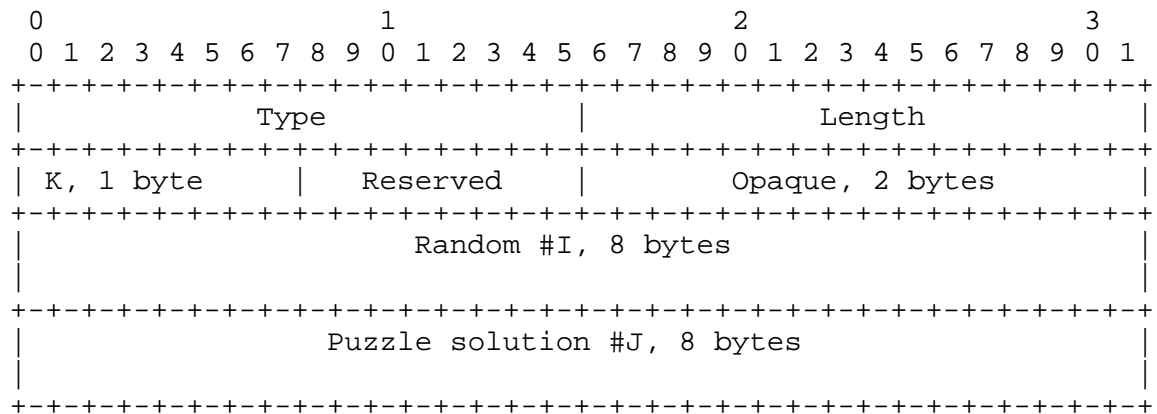 0                   1                   2                   3
 0 1 2 3 4 5 6 7 8 9 0 1 2 3 4 5 6 7 8 9 0 1 2 3 4 5 6 7 8 9 0 1
+-+-+-+-+-+-+-+-+-+-+-+-+-+-+-+-+-+-+-+-+-+-+-+-+-+-+-+-+-+-+-+-+
|             Type              |             Length            |
+-+-+-+-+-+-+-+-+-+-+-+-+-+-+-+-+-+-+-+-+-+-+-+-+-+-+-+-+-+-+-+-+
| K, 1 byte     |   Reserved    |        Opaque, 2 bytes        |
+-+-+-+-+-+-+-+-+-+-+-+-+-+-+-+-+-+-+-+-+-+-+-+-+-+-+-+-+-+-+-+-+
|                      Random #I, 8 bytes                       |
|                                                               |
+-+-+-+-+-+-+-+-+-+-+-+-+-+-+-+-+-+-+-+-+-+-+-+-+-+-+-+-+-+-+-+-+
|                 Puzzle solution #J, 8 bytes                   |
|                                                               |
+-+-+-+-+-+-+-+-+-+-+-+-+-+-+-+-+-+-+-+-+-+-+-+-+-+-+-+-+-+-+-+-+